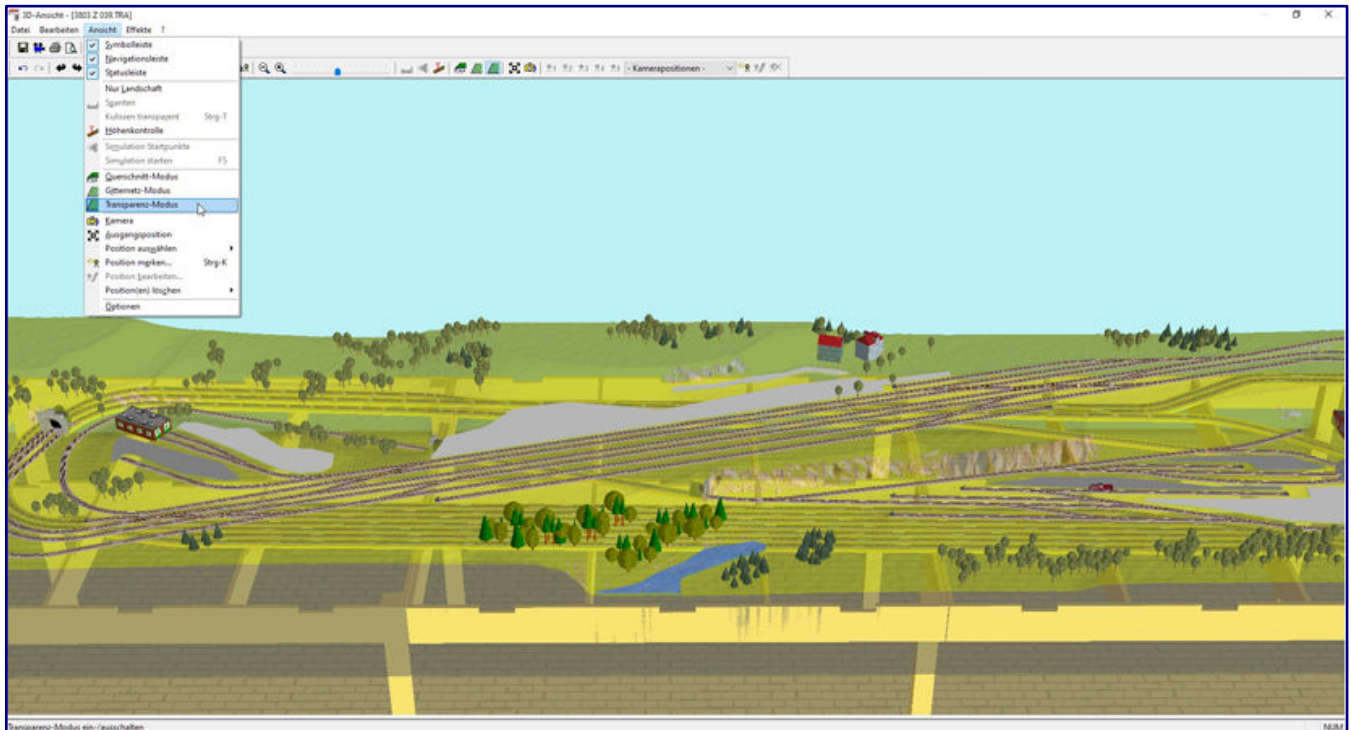 3D-Ansicht - [3803 Z 039.TRA]
Datei Bearbeiten Ansicht Effekte ?
Symbolleiste
Navigationsleiste
Statusleiste
- Kamerapositionen -
Nur Landschaft
Spanten
Kulissen transparent Strg-T
Höhenkontrolle
Simulation Startpunkte
Simulation starten F5
Querschnitt-Modus
Gitternetz-Modus
Transparenz-Modus
Kamera
Ausgangsposition
Position auswählen
Position merken... Strg-K
Position bearbeiten...
Position(en) löschen
Optionen
Transparenz-Modus ein-/ausschalten NUM